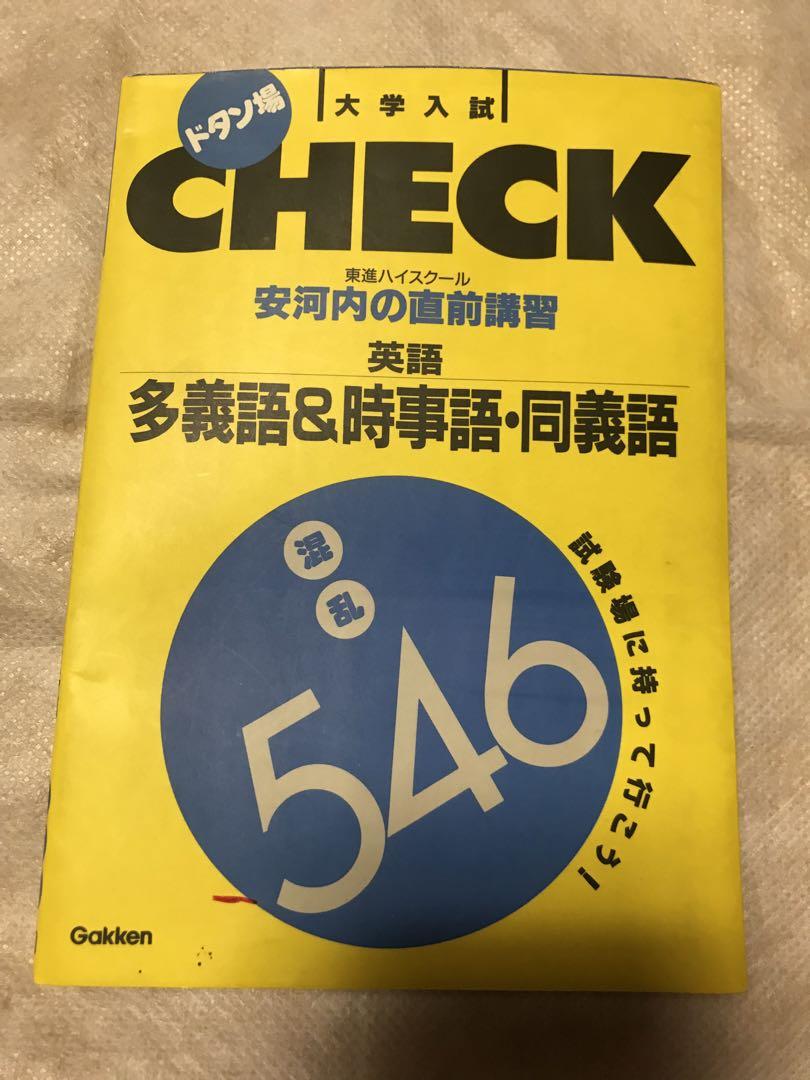 ドタン場
大学入試
CHECK
東進ハイスクール
安河内の直前講習
英語
多義語&時事語・同義語
混乱
546
試験場に持って行こう!
Gakken